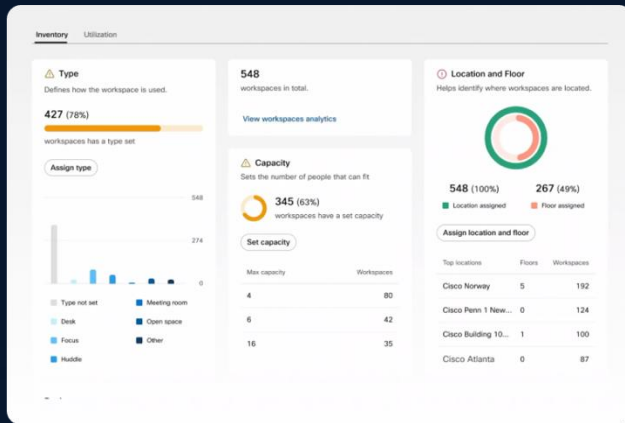 Inventory Utilization
Type
Defines how the workspace is used.
427 (78%)
workspaces has a type set
Assign type
548
274
0
Type not set
Meeting room
Desk
Open space
Focus
Other
Huddle
548
workspaces in total.
View workspaces analytics
Capacity
Sets the number of people that can fit
345 (63%)
workspaces have a set capacity
Set capacity
Max capacity Workspaces
4 80
6 42
16 35
Location and Floor
Helps identify where workspaces are located.
548 (100%) 267 (49%)
Location assigned Floor assigned
Assign location and floor
Top locations Floors Workspaces
Cisco Norway 5 192
Cisco Penn 1 New... 0 124
Cisco Building 10... 1 100
Cisco Atlanta 0 87